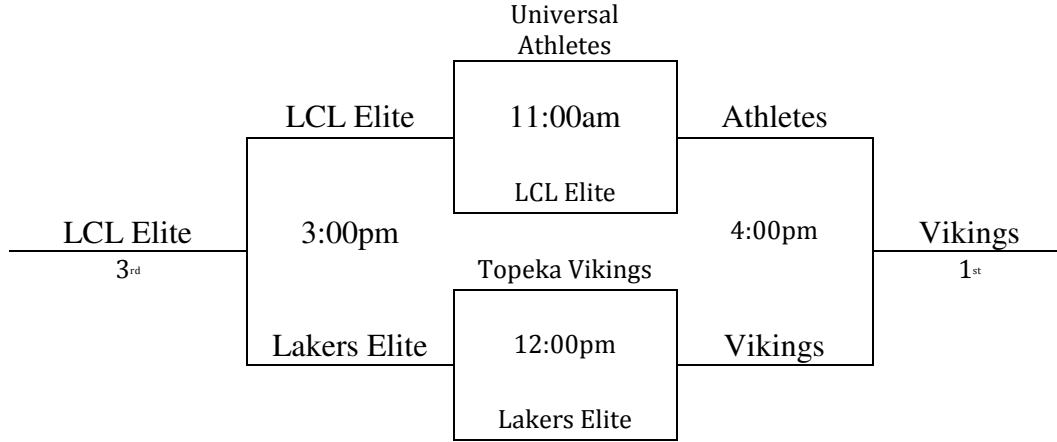 Universal
Athletes
LCL Elite
11:00am
Athletes
LCL Elite
LCL Elite
3:00pm
4:00pm
Vikings
3rd
Topeka Vikings
1st
Lakers Elite
12:00pm
Vikings
Lakers Elite